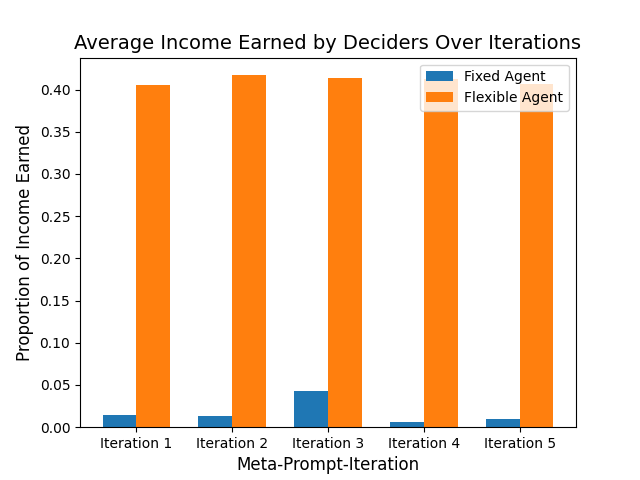 Average Income Earned by Deciders Over Iterations
Fixed Agent
Flexible Agent
0.40
0.35
0.30
0.25
0.20
0.15
0.10
0.05
0.00
Proportion of Income Earned
Iteration 1
Iteration 2
Iteration 3
Iteration 4
Iteration 5
Meta-Prompt-Iteration